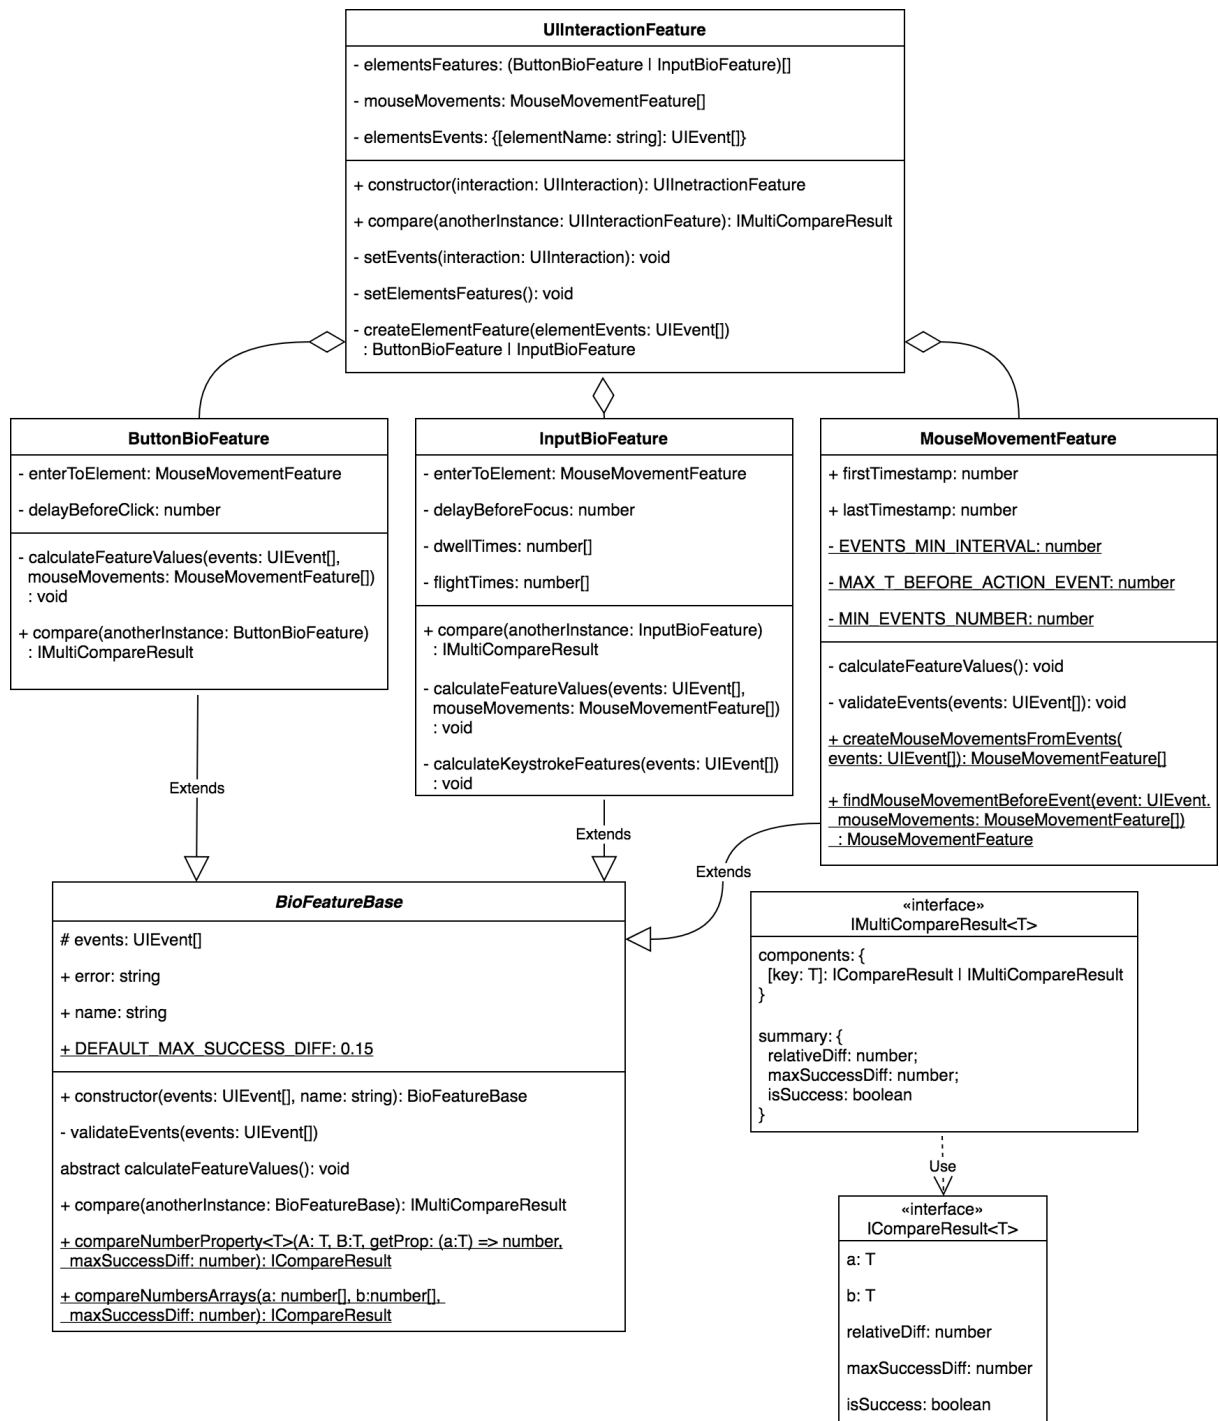 UIInteractionFeature
- elementsFeatures: (ButtonBioFeature | InputBioFeature)[]
- mouseMovements: MouseMovementFeature[]
- elementsEvents: {[elementName: string]: UIEvent[]}
+ constructor(interaction: UIInteraction): UIInetractionFeature
+ compare(anotherInstance: UIInteractionFeature): IMultiCompareResult
- setEvents(interaction: UIInteraction): void
- setElementsFeatures(): void
- createElementFeature(elementEvents: UIEvent[])
: ButtonBioFeature | InputBioFeature
ButtonBioFeature
- enterToElement: MouseMovementFeature
- delayBeforeClick: number
- calculateFeatureValues(events: UIEvent[],
mouseMovements: MouseMovementFeature[])
: void
+ compare(anotherInstance: ButtonBioFeature)
: IMultiCompareResult
InputBioFeature
- enterToElement: MouseMovementFeature
- delayBeforeFocus: number
- dwellTimes: number[]
- flightTimes: number[]
+ compare(anotherInstance: InputBioFeature)
: IMultiCompareResult
- calculateFeatureValues(events: UIEvent[],
mouseMovements: MouseMovementFeature[])
: void
- calculateKeystrokeFeatures(events: UIEvent[])
: void
MouseMovementFeature
+ firstTimestamp: number
+ lastTimestamp: number
- EVENTS_MIN_INTERVAL: number
- MAX_T_BEFORE_ACTION_EVENT: number
- MIN_EVENTS_NUMBER: number
- calculateFeatureValues(): void
- validateEvents(events: UIEvent[]): void
+ createMouseMovementsFromEvents(
events: UIEvent[]): MouseMovementFeature[]
+ findMouseMovementBeforeEvent(event: UIEvent.
mouseMovements: MouseMovementFeature[])
: MouseMovementFeature
Extends
Extends
Extends
BioFeatureBase
# events: UIEvent[]
+ error: string
+ name: string
+ DEFAULT_MAX_SUCCESS_DIFF: 0.15
+ constructor(events: UIEvent[], name: string): BioFeatureBase
- validateEvents(events: UIEvent[])
abstract calculateFeatureValues(): void
+ compare(anotherInstance: BioFeatureBase): IMultiCompareResult
+ compareNumberProperty<T>(A: T, B:T, getProp: (a:T) => number,
maxSuccessDiff: number): ICompareResult
+ compareNumbersArrays(a: number[], b:number[],
maxSuccessDiff: number): ICompareResult
«interface»
IMultiCompareResult<T>
components: {
[key: T]: ICompareResult | IMultiCompareResult
}
summary: {
relativeDiff: number;
maxSuccessDiff: number;
isSuccess: boolean
}
Use
«interface»
ICompareResult<T>
a: T
b: T
relativeDiff: number
maxSuccessDiff: number
isSuccess: boolean